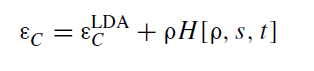 ε_C = ε_C^LDA + ρH[ρ, s, t]